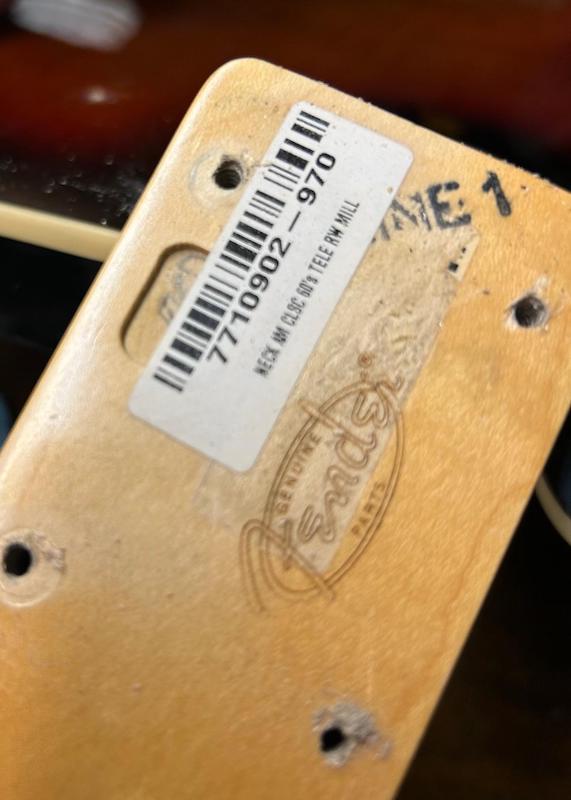 7710902-970
NECK AM CLSC 60's TELE RW MILL
NE 1
GENUINE
Fender®
PARTS